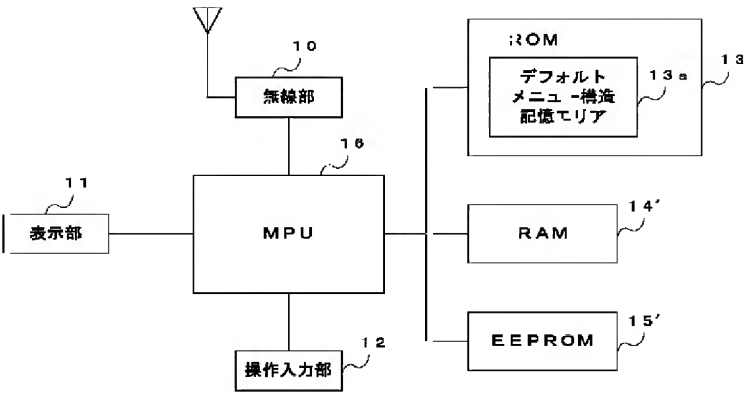 10
無線部
ROM
13
デフォルト
メニュー構造
記憶エリア
13a
16
MPU
11
表示部
14'
RAM
15'
EEPROM
12
操作入力部